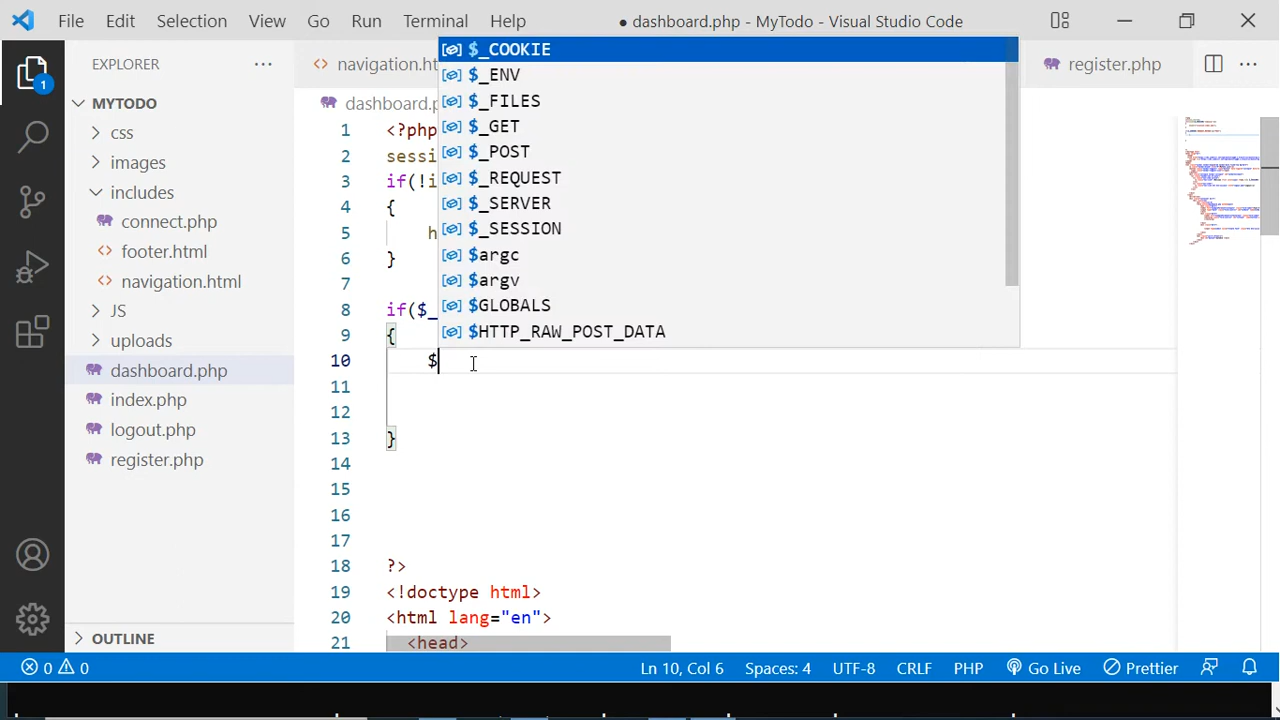 File Edit Selection View Go Run Terminal Help ● dashboard.php - MyTodo - Visual Studio Code
EXPLORER ···
navigation.ht
register.php ···
MYTODO
css
images
includes
connect.php
footer.html
navigation.html
JS
uploads
dashboard.php
index.php
logout.php
register.php
OUTLINE
1
dashboard.p
$_COOKIE
$_ENV
$_FILES
$_GET
$_POST
$_REQUEST
$_SERVER
$_SESSION
$argc
$argv
$GLOBALS
$HTTP_RAW_POST_DATA
1 <?php
2 sessi
3 if(!i
4 {
5 h
6 }
7
8 if($_
9 {
10 $
11
12
13 }
14
15
16
17
18 ?>
19 <!doctype html>
20 <html lang="en">
21 <head>
0 0 Ln 10, Col 6 Spaces: 4 UTF-8 CRLF PHP Go Live Prettier